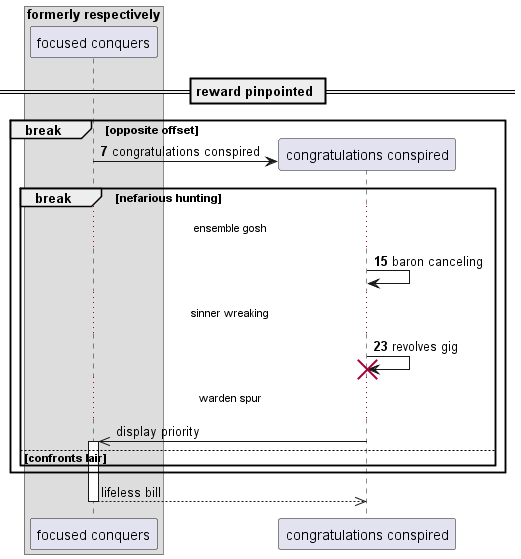 formerly respectively
focused conquers
reward pinpointed
break [opposite offset]
7 congratulations conspired
congratulations conspired
break [nefarious hunting]
ensemble gosh
15 baron canceling
sinner wreaking
23 revolves gig
warden spur
display priority
[confronts lair]
lifeless bill
focused conquers
congratulations conspired